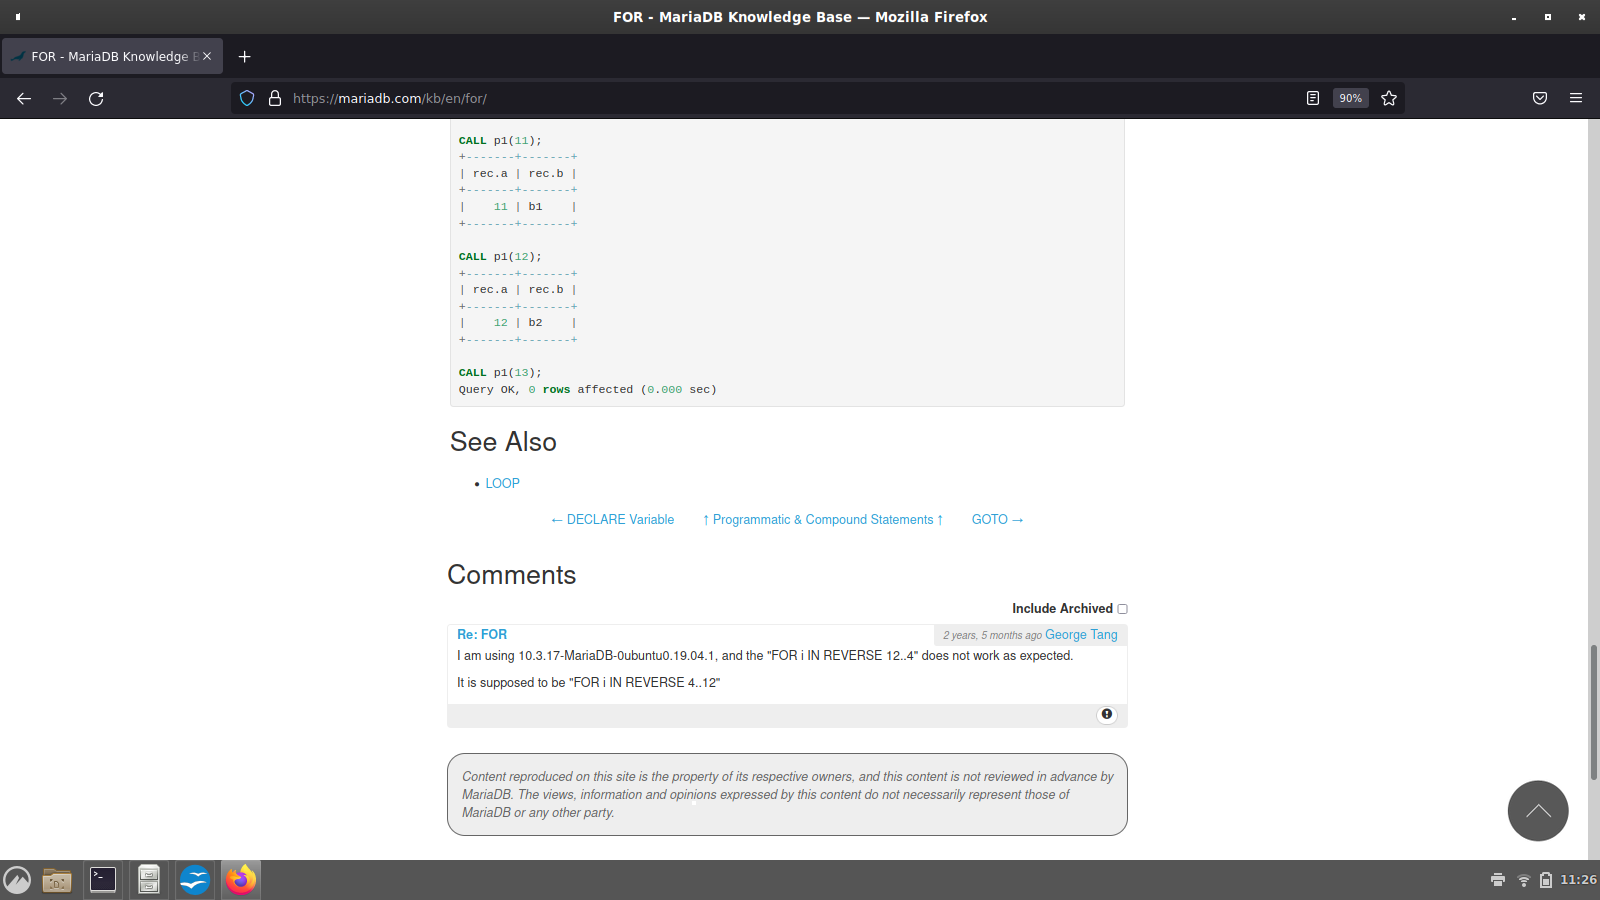 FOR - MariaDB Knowledge Base — Mozilla Firefox
FOR - MariaDB Knowledge B
https://mariadb.com/kb/en/for/
90%
CALL p1(11);
+-------+-------+
| rec.a | rec.b |
+-------+-------+
|    11 | b1    |
+-------+-------+
CALL p1(12);
+-------+-------+
| rec.a | rec.b |
+-------+-------+
|    12 | b2    |
+-------+-------+
CALL p1(13);
Query OK, 0 rows affected (0.000 sec)
See Also
• LOOP
← DECLARE Variable ↑ Programmatic & Compound Statements ↑ GOTO →
Comments
Include Archived
Re: FOR 2 years, 5 months ago George Tang
I am using 10.3.17-MariaDB-0ubuntu0.19.04.1, and the "FOR i IN REVERSE 12..4" does not work as expected.
It is supposed to be "FOR i IN REVERSE 4..12"
Content reproduced on this site is the property of its respective owners, and this content is not reviewed in advance by
MariaDB. The views, information and opinions expressed by this content do not necessarily represent those of
MariaDB or any other party.
11:26